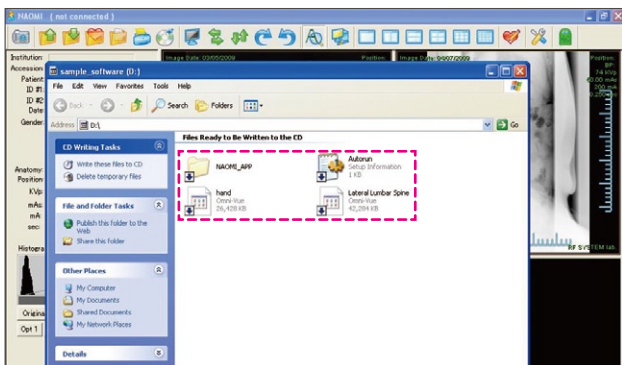 NAOMI ( not connected )
Institution:
Image Date: 03/05/2009
Position:
Image Date: 04/07/2009
Position:
Accession
sample_software (D:)
BP:
Patient
74 kVp
File Edit View Favorites Tools Help
ID #1
ID #2
Back
Search
Folders
Date
Gender
Address D:\
Go
CD Writing Tasks
Files Ready to Be Written to the CD
Write these files to CD
Delete temporary files
NAOMI_APP
Autorun
Setup Information
1 KB
Anatomy
Position
KVp:
mAs:
mA:
sec:
File and Folder Tasks
Publish this folder to the
Web
Share this folder
hand
Omni-Vue
26,428 KB
Lateral Lumbar Spine
Omni-Vue
42,284 KB
Histogra
RF SYSTEM lab.
Other Places
My Computer
My Documents
Shared Documents
My Network Places
Origina
Opt 1
Details